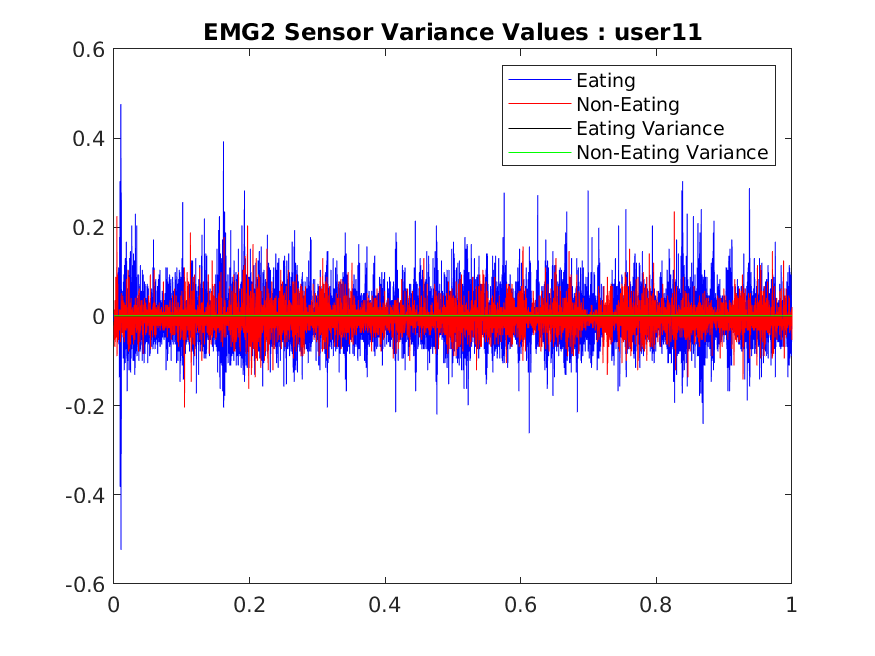 EMG2 Sensor Variance Values : user11
0.6
Eating
Non-Eating
Eating Variance
Non-Eating Variance
0.4
0.2
0
-0.2
-0.4
-0.6
0 0.2 0.4 0.6 0.8 1